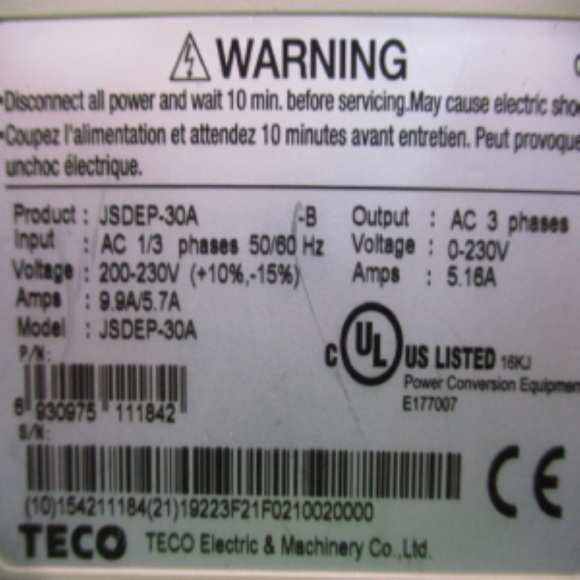 WARNING
•Disconnect all power and wait 10 min. before servicing.May cause electric
•Coupez l'alimentation et attendez 10 minutes avant entretien. Peut
unchoc électrique.
Product : JSDEP-30A -B Output : AC 3 phases
Input : AC 1/3 phases 50/60 Hz Voltage : 0-230V
Voltage : 200-230V (+10%,-15%) Amps : 5.16A
Amps : 9.9A/5.7A
Model : JSDEP-30A
C UL US LISTED 16KJ
P/N:
Power Conversion
E177007
6 930975 111842
S/N:
CE
(10)154211184(21)19223F21F0210020000
TECO TECO Electric & Machinery Co.,Ltd.